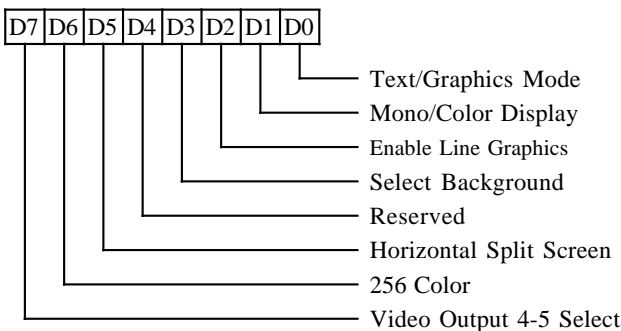 D7 D6 D5 D4 D3 D2 D1 D0
Text/Graphics Mode
Mono/Color Display
Enable Line Graphics
Select Background
Reserved
Horizontal Split Screen
256 Color
Video Output 4-5 Select